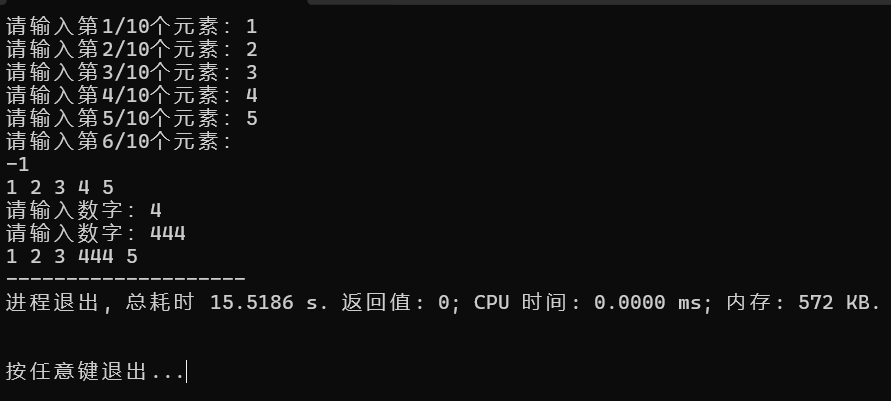 请输入第1/10个元素: 1
请输入第2/10个元素: 2
请输入第3/10个元素: 3
请输入第4/10个元素: 4
请输入第5/10个元素: 5
请输入第6/10个元素:
-1
1 2 3 4 5
请输入数字: 4
请输入数字: 444
1 2 3 444 5
--------------------
进程退出, 总耗时 15.5186 s. 返回值: 0; CPU 时间: 0.0000 ms; 内存: 572 KB.
按任意键退出...